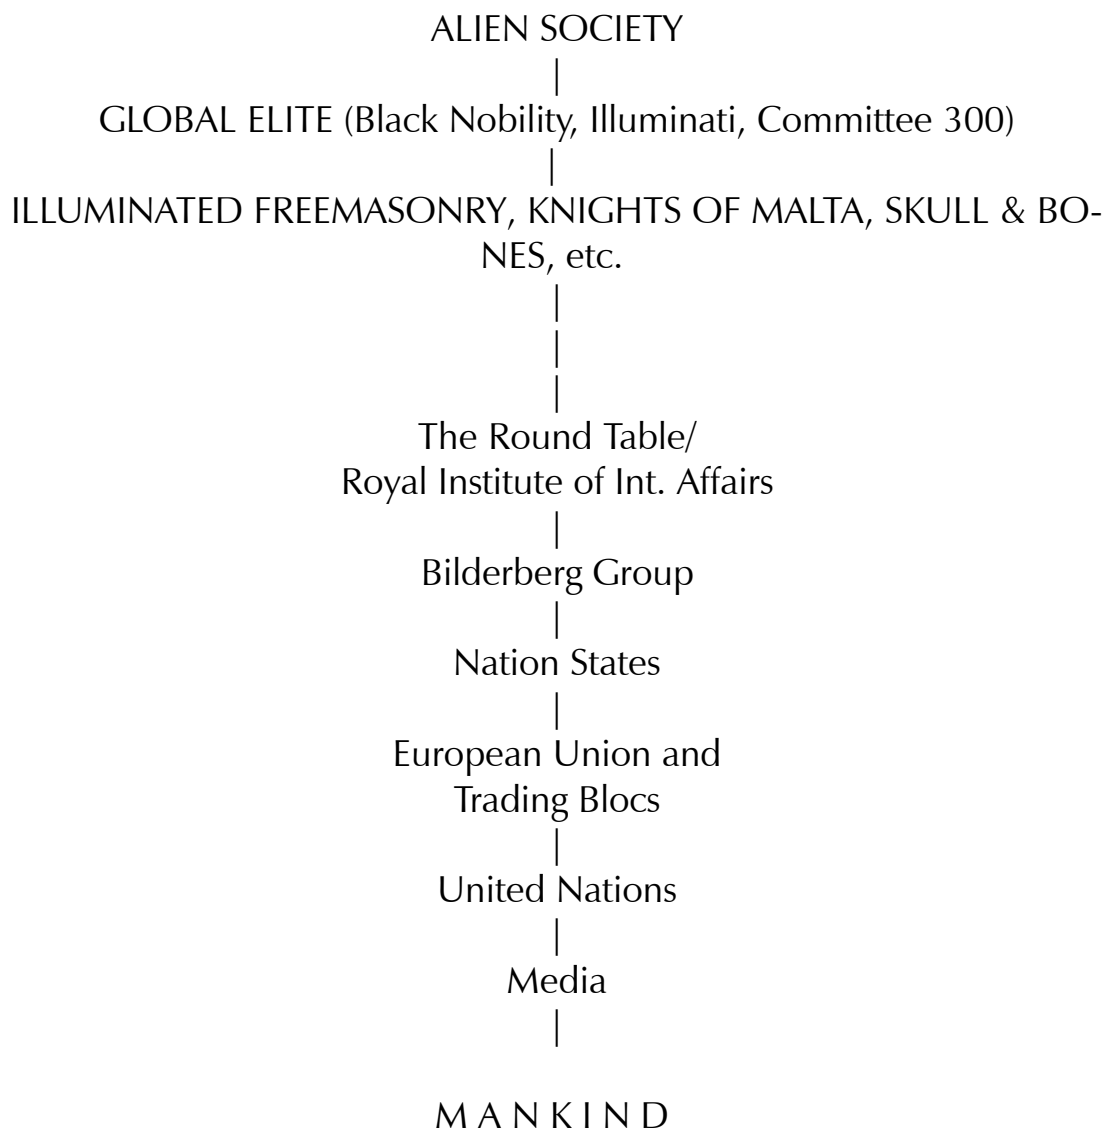 ALIEN SOCIETY
|
GLOBAL ELITE (Black Nobility, Illuminati, Committee 300)
|
ILLUMINATED FREEMASONRY, KNIGHTS OF MALTA, SKULL & BO-
NES, etc.
|
|
|
The Round Table/
Royal Institute of Int. Affairs
|
Bilderberg Group
|
Nation States
|
European Union and
Trading Blocs
|
United Nations
|
Media
|
M A N K I N D